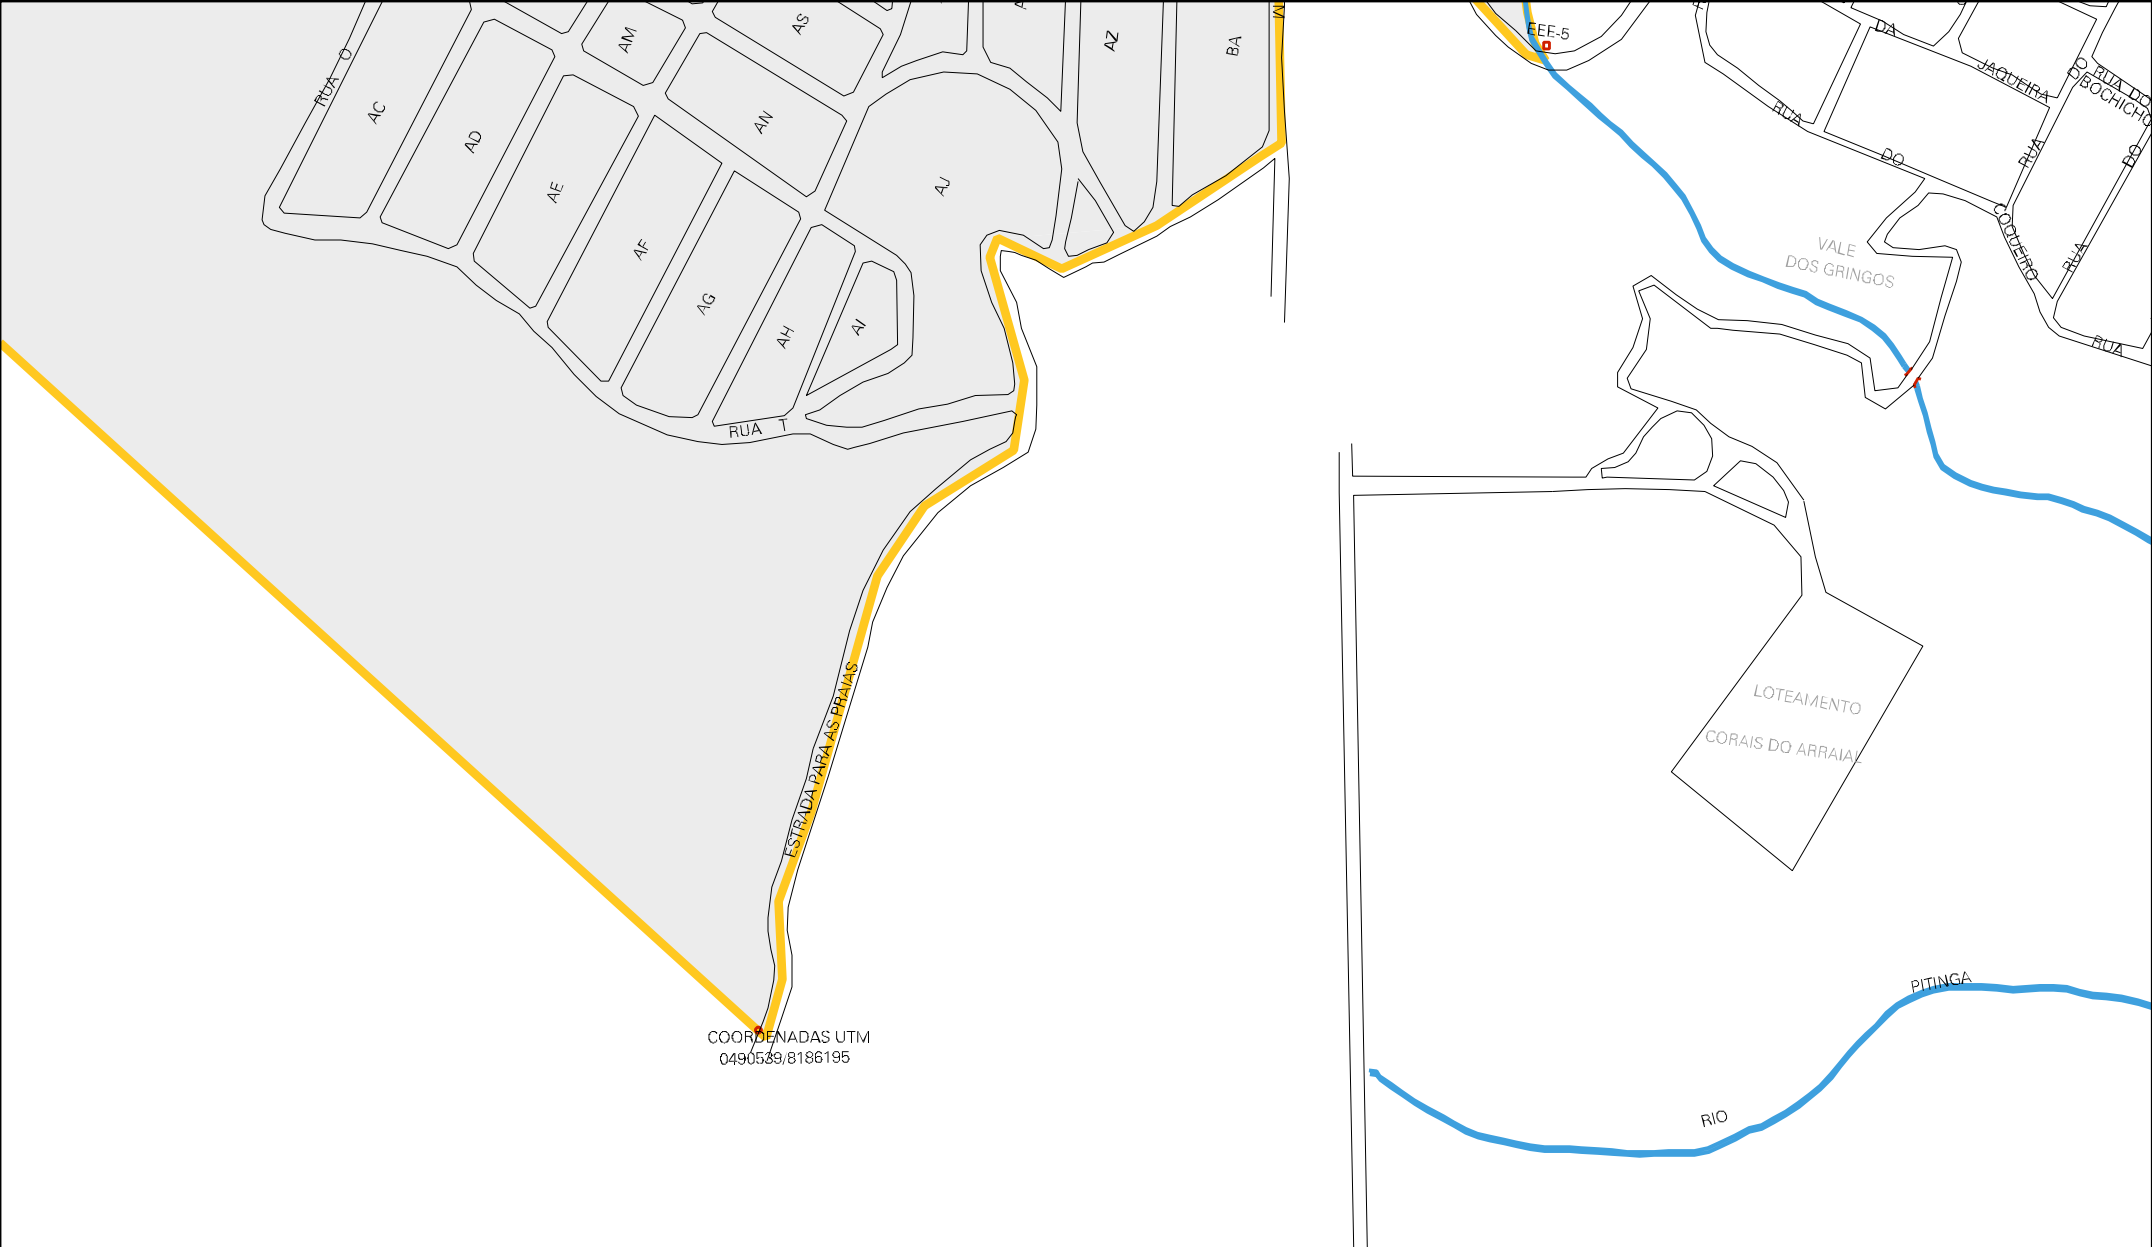 RUA O
AC
AD
AE
AF
AG
AH
AI
AJ
AM
AN
AS
AZ
BA
M
RUA T
ESTRADA PARA AS PRAIAS
COORDENADAS UTM
0490539/8186195
EEE-5
DA
JAQUEIRA
RUA DO
DO
BOCHICHO
RUA
DO
COQUEIRO
RUA
RUA
DO
RUA
VALE
DOS GRINGOS
LOTEAMENTO
CORAIS DO ARRAIAL
RIO
PITINGA